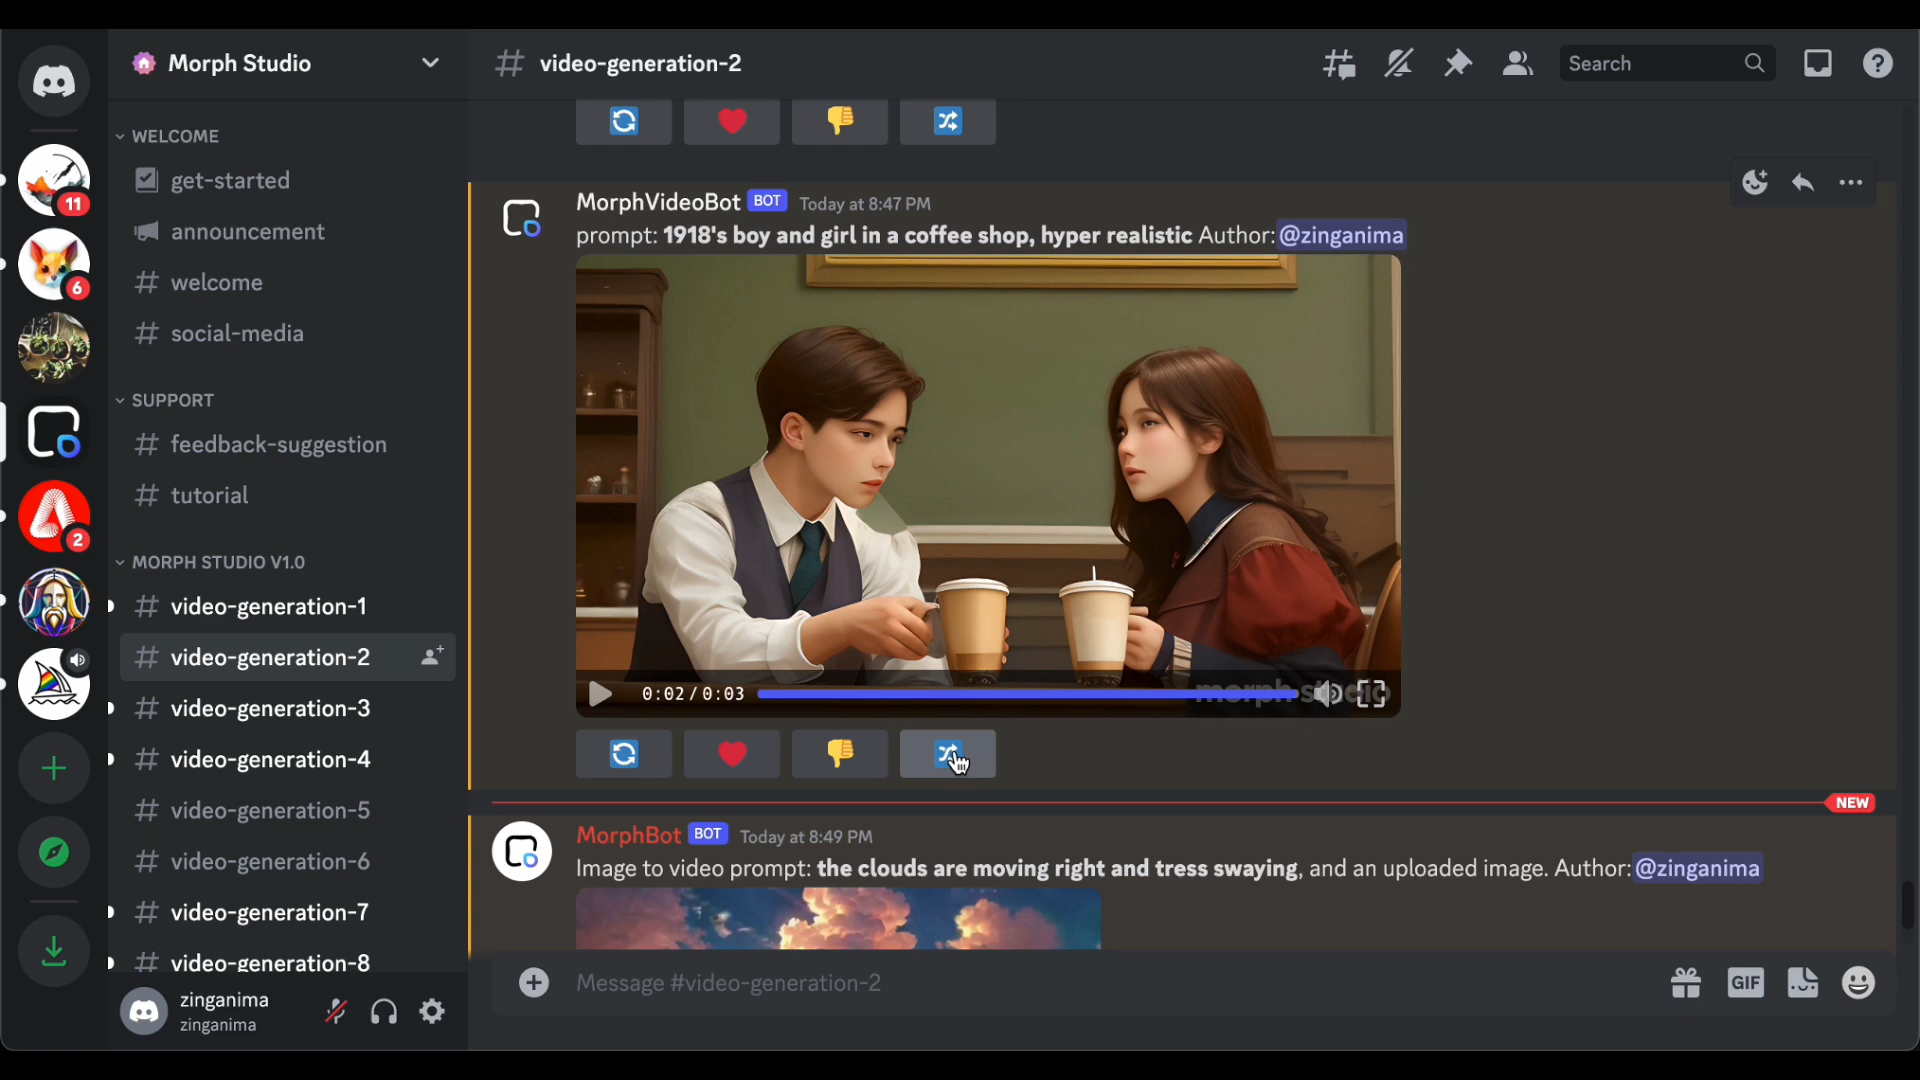 Morph Studio
WELCOME
get-started
announcement
welcome
social-media
SUPPORT
feedback-suggestion
tutorial
MORPH STUDIO V1.0
video-generation-1
video-generation-2
video-generation-3
video-generation-4
video-generation-5
video-generation-6
video-generation-7
video-generation-8
zinganima
zinganima
11
6
2
video-generation-2
Search
MorphVideoBot BOT Today at 8:47 PM
prompt: 1918's boy and girl in a coffee shop, hyper realistic Author:@zinganima
0:02/0:03
morph studio
NEW
MorphBot BOT Today at 8:49 PM
Image to video prompt: the clouds are moving right and tress swaying, and an uploaded image. Author:@zinganima
Message #video-generation-2
GIF